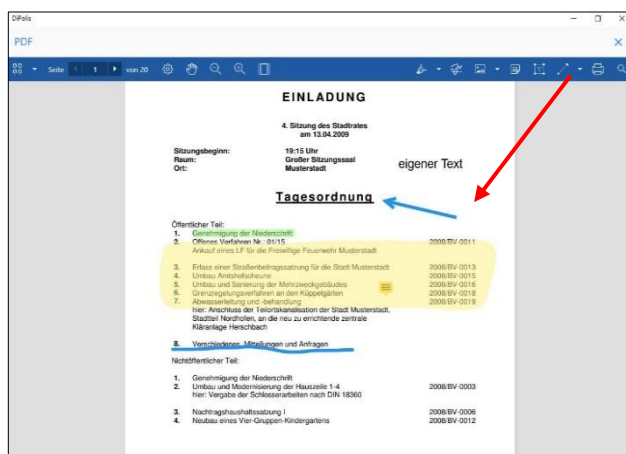 DiPolis
PDF
Seite 1 von 20
EINLADUNG
4. Sitzung des Stadtrates
am 13.04.2009
Sitzungsbeginn: 19:15 Uhr
Raum: Großer Sitzungssaal
Ort: Musterstadt
eigener Text
Tagesordnung
Öffentlicher Teil:
1. Genehmigung der Niederschrift
2. Offenes Verfahren Nr.: 01/15 2008/BV-0011
Ankauf eines LF für die Freiwillige Feuerwehr Musterstadt
3. Erlass einer Straßenbeitragssatzung für die Stadt Musterstadt 2008/BV-0013
4. Umbau Amtshofscheune 2008/BV-0015
5. Umbau und Sanierung der Mehrzweckgebäudes 2008/BV-0016
6. Grenzregelungsverfahren an den Küppelgärten 2008/BV-0018
7. Abwasserleitung und -behandlung 2008/BV-0019
hier: Anschluss der Teilortskanalisation der Stadt Musterstadt,
Stadtteil Nordhofen, an die neu zu errichtende zentrale
Kläranlage Herschbach
8. Verschiedenes, Mitteilungen und Anfragen
Nichtöffentlicher Teil:
1. Genehmigung der Niederschrift
2. Umbau und Modernisierung der Hauszeile 1-4 2008/BV-0003
hier: Vergabe der Schlosserarbeiten nach DIN 18360
3. Nachtragshaushaltssatzung I 2008/BV-0006
4. Neubau eines Vier-Gruppen-Kindergartens 2008/BV-0012